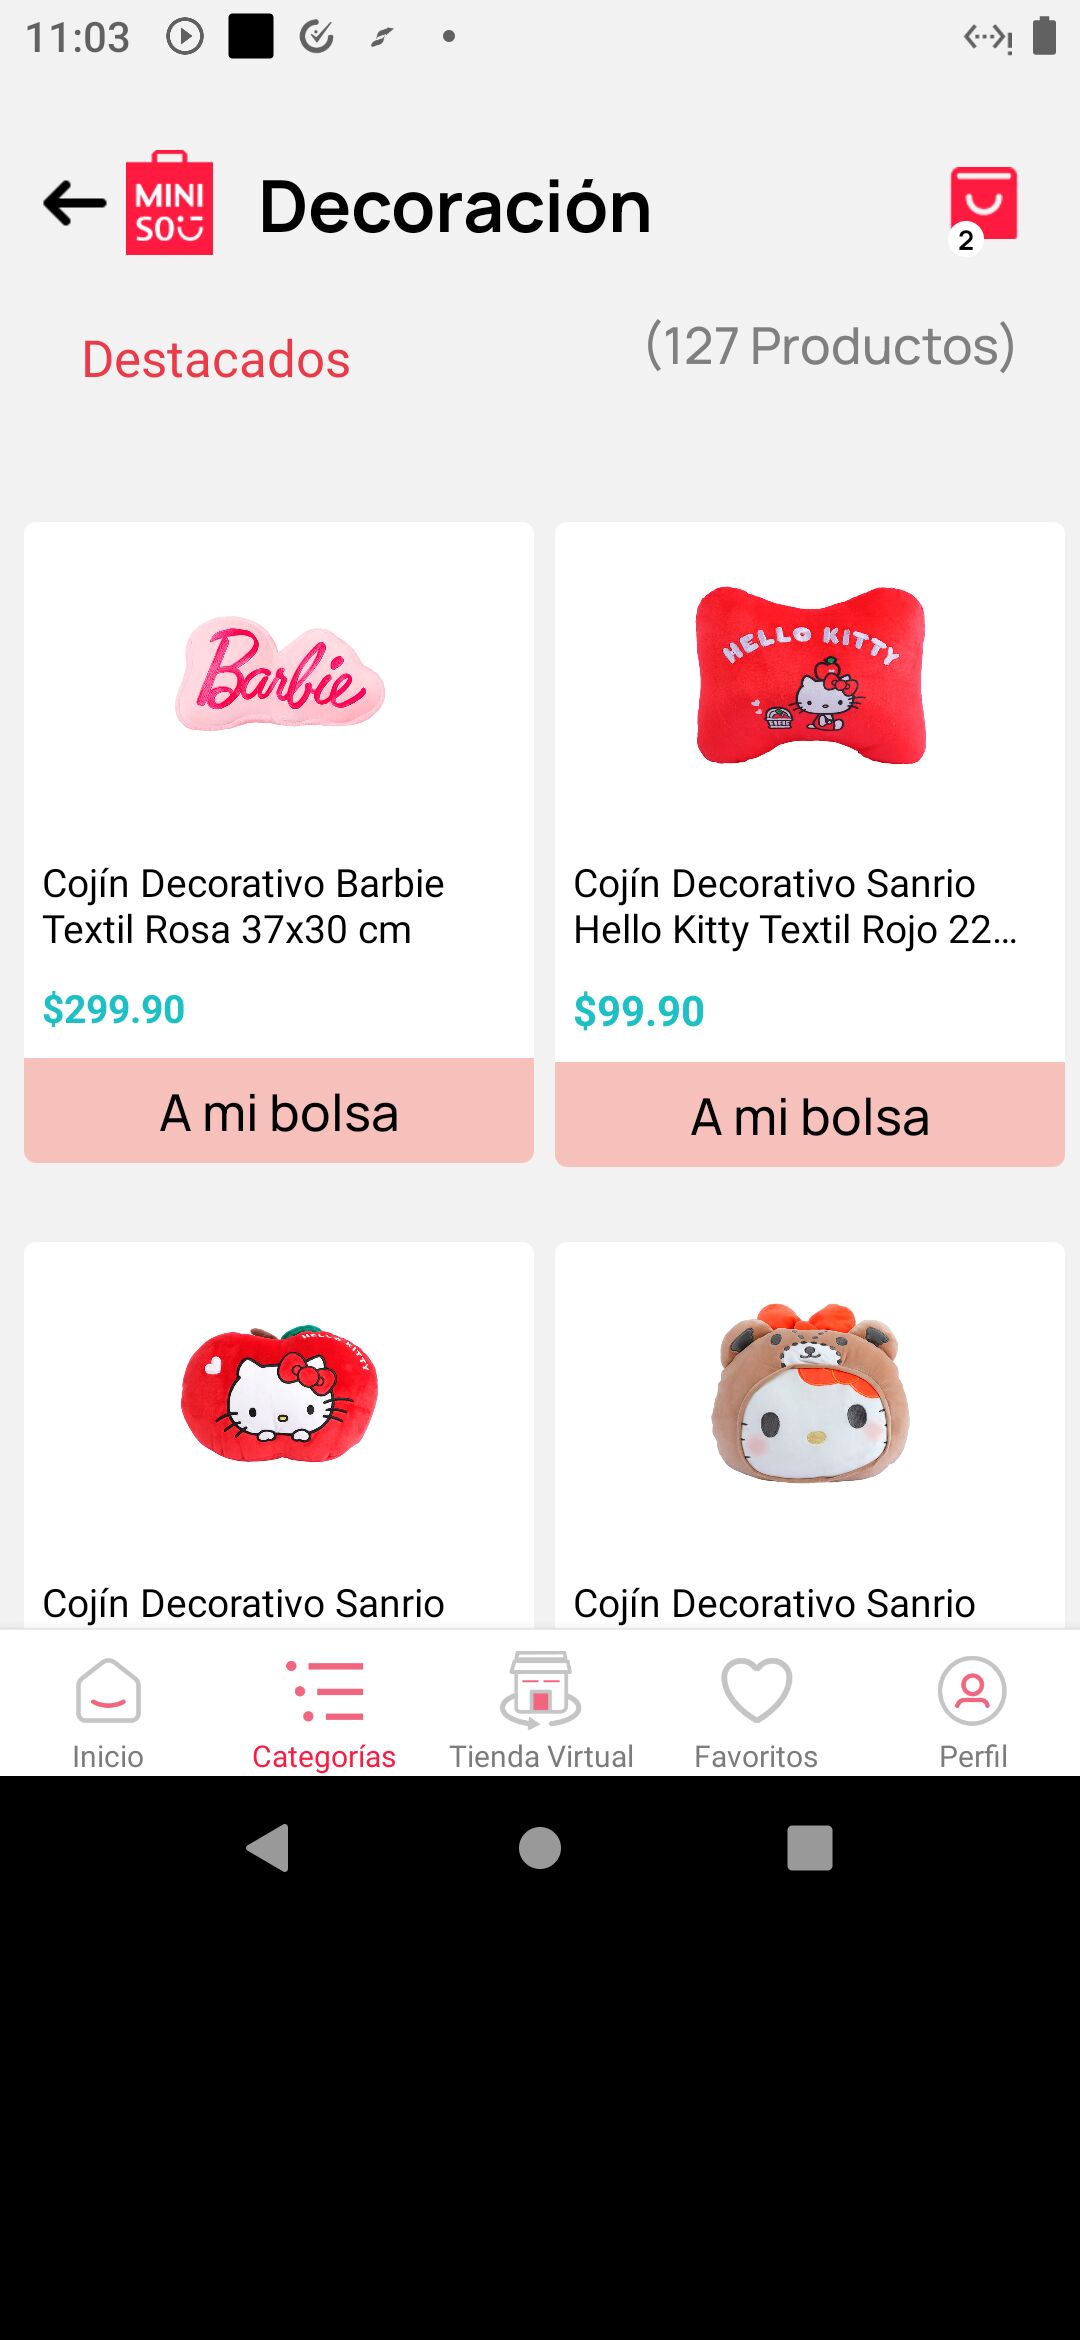 11:03
MINI
SO
Decoración
2
Destacados
(127 Productos)
Barbie
HELLO KITTY
Cojín Decorativo Barbie
Textil Rosa 37x30 cm
$299.90
A mi bolsa
Cojín Decorativo Sanrio
Hello Kitty Textil Rojo 22...
$99.90
A mi bolsa
HELLO KITTY
Cojín Decorativo Sanrio
Cojín Decorativo Sanrio
Inicio
Categorías
Tienda Virtual
Favoritos
Perfil